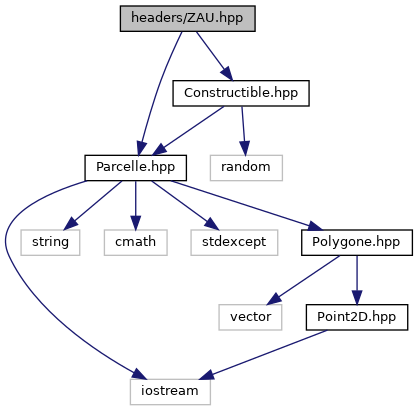 headers/ZAU.hpp
Constructible.hpp
Parcelle.hpp
random
string
cmath
stdexcept
Polygone.hpp
vector
Point2D.hpp
iostream